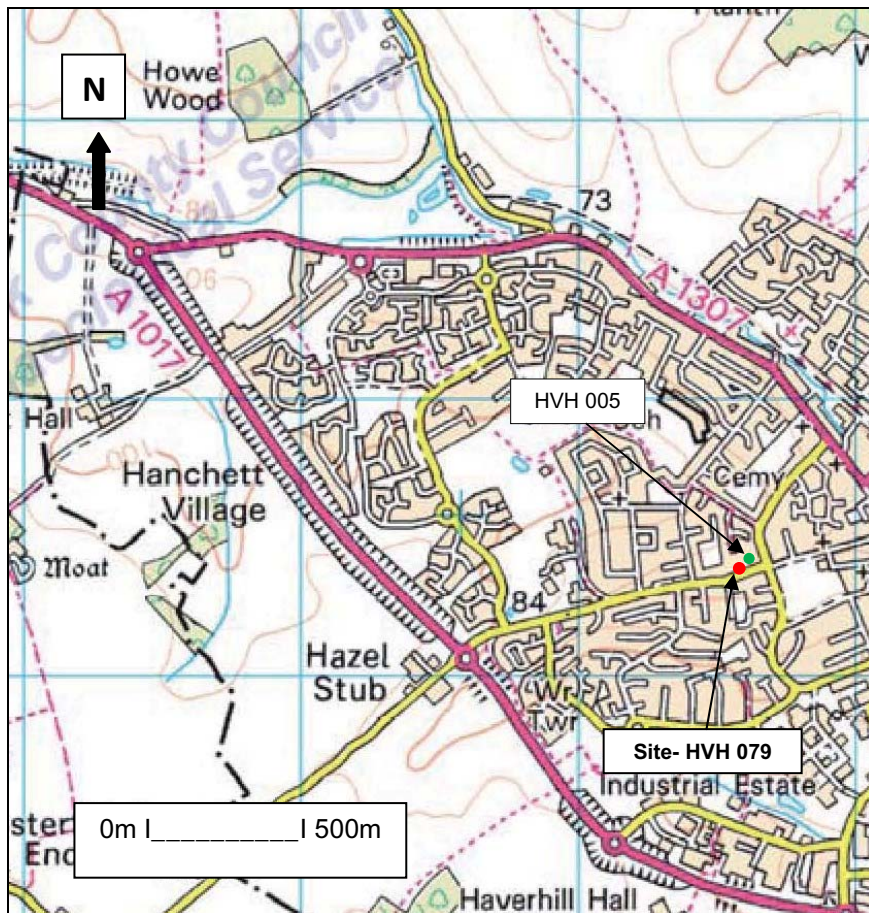 Howe
Wood
N
73
A 1307
A 1017
HVH 005
Hall
Cemy
Hanchett
Village
Moat
84
Hazel
Stub
Wr
Twr
Site- HVH 079
Industrial Estate
0m I___________I 500m
End
Haverhill Hall